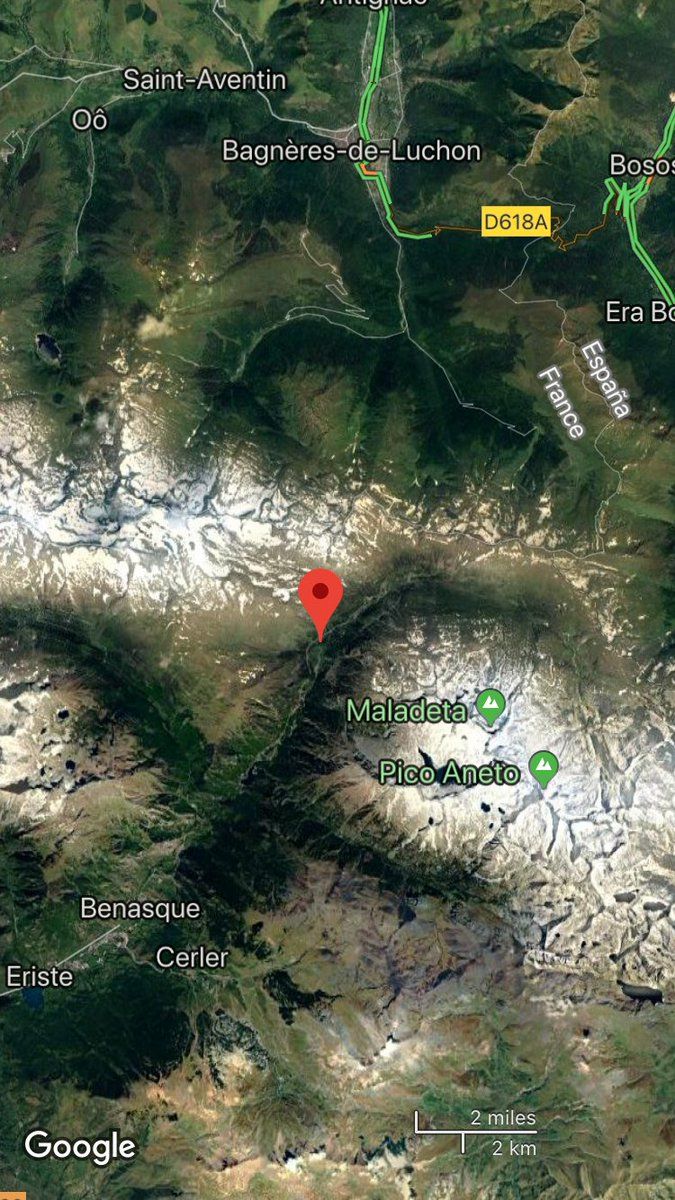 Antignac
Saint-Aventin
Oô
Bagnères-de-Luchon
Bosos
D618A
Era Bo
España
France
Maladeta
Pico Aneto
Benasque
Cerler
Eriste
2 miles
2 km
Google